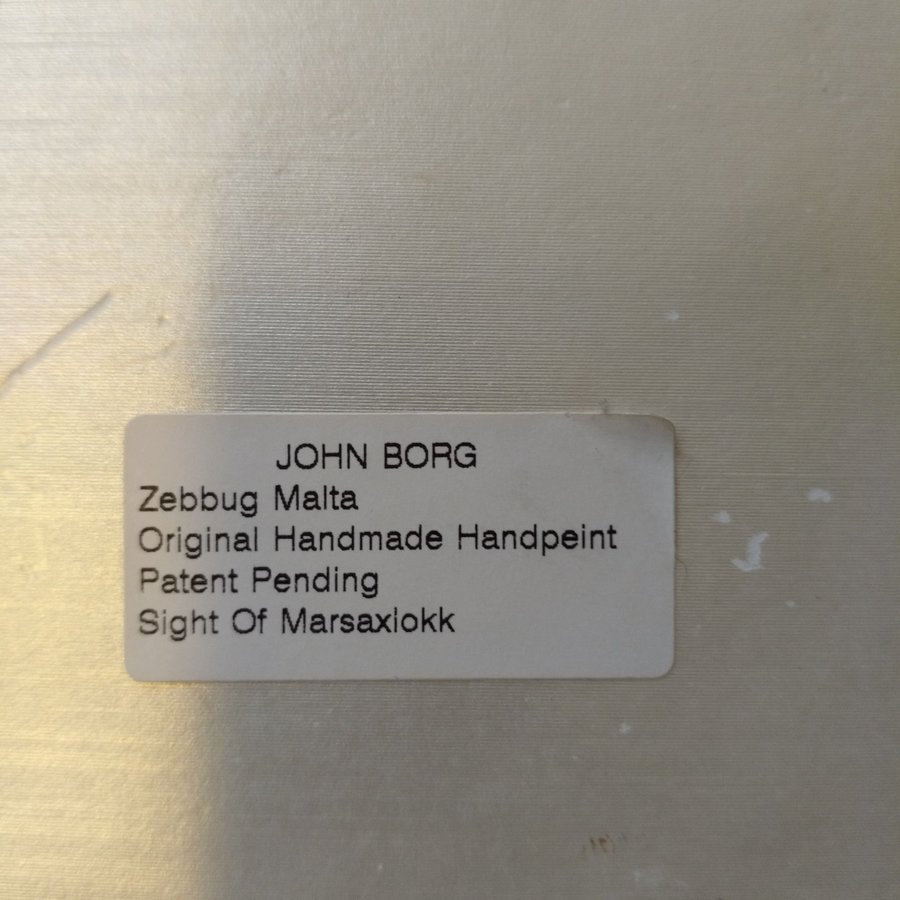 JOHN BORG
Zebbug Malta
Original Handmade Handpeint
Patent Pending
Sight Of Marsaxlokk